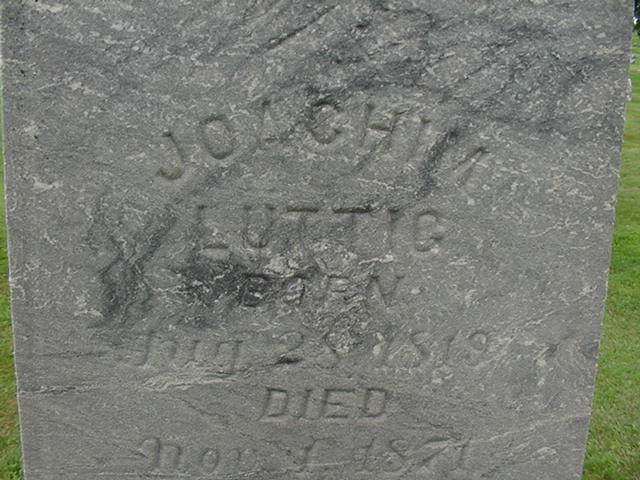 JOACHIM
LUTTIG
BORN
Aug 28 1819
DIED
Nov 1 1871